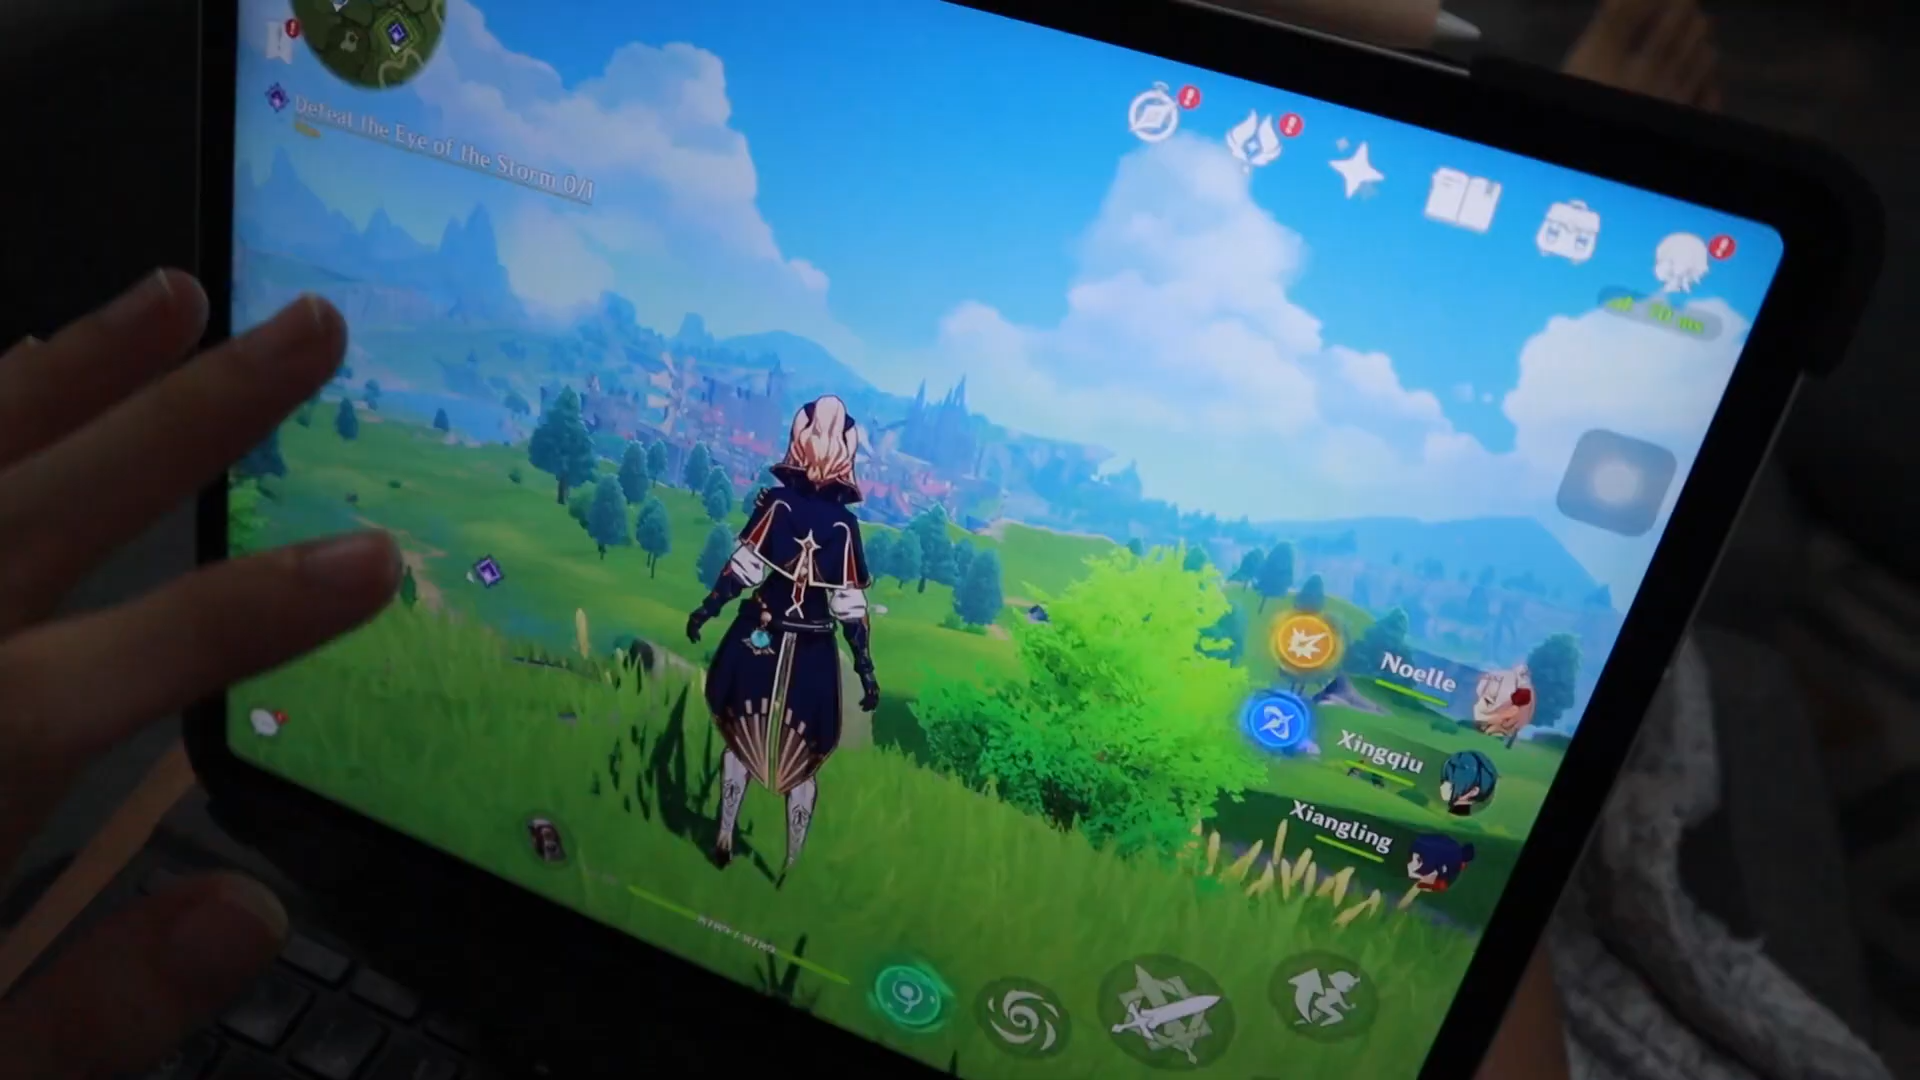 Defeat the Eye of the Storm 0/1
Noelle
Xingqiu
Xiangling